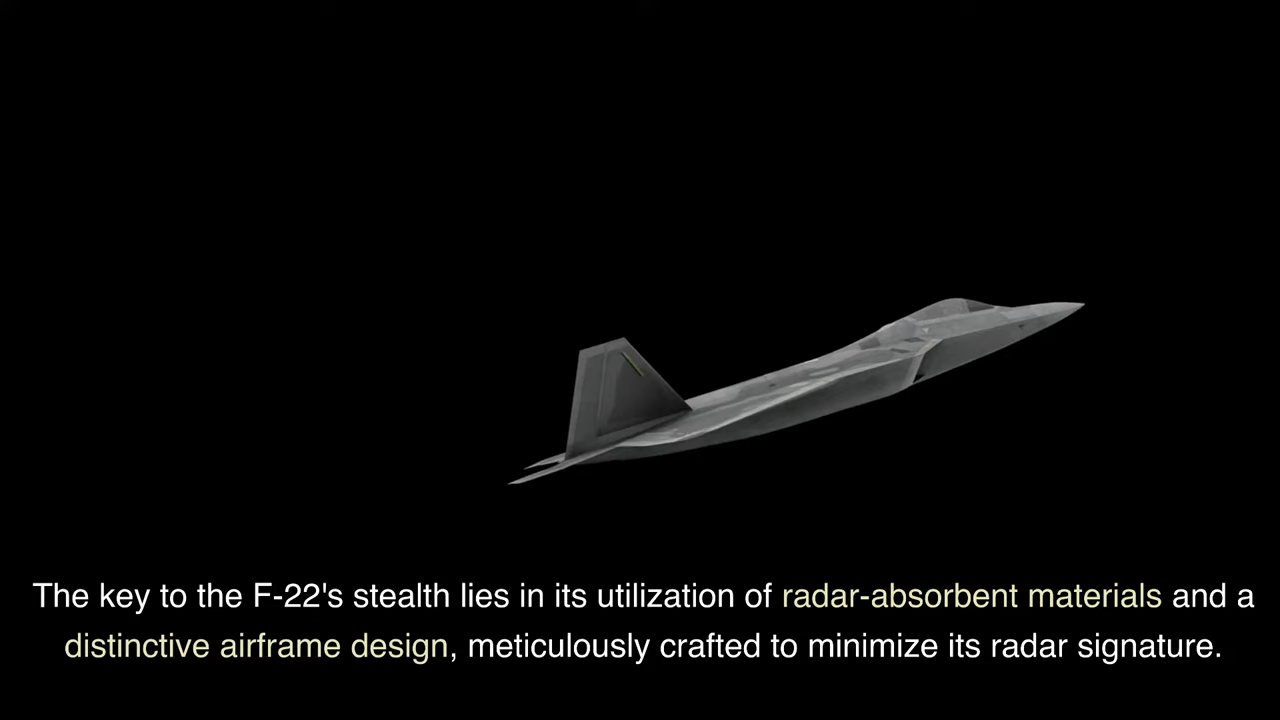 The key to the F-22's stealth lies in its utilization of radar-absorbent materials and a
distinctive airframe design, meticulously crafted to minimize its radar signature.